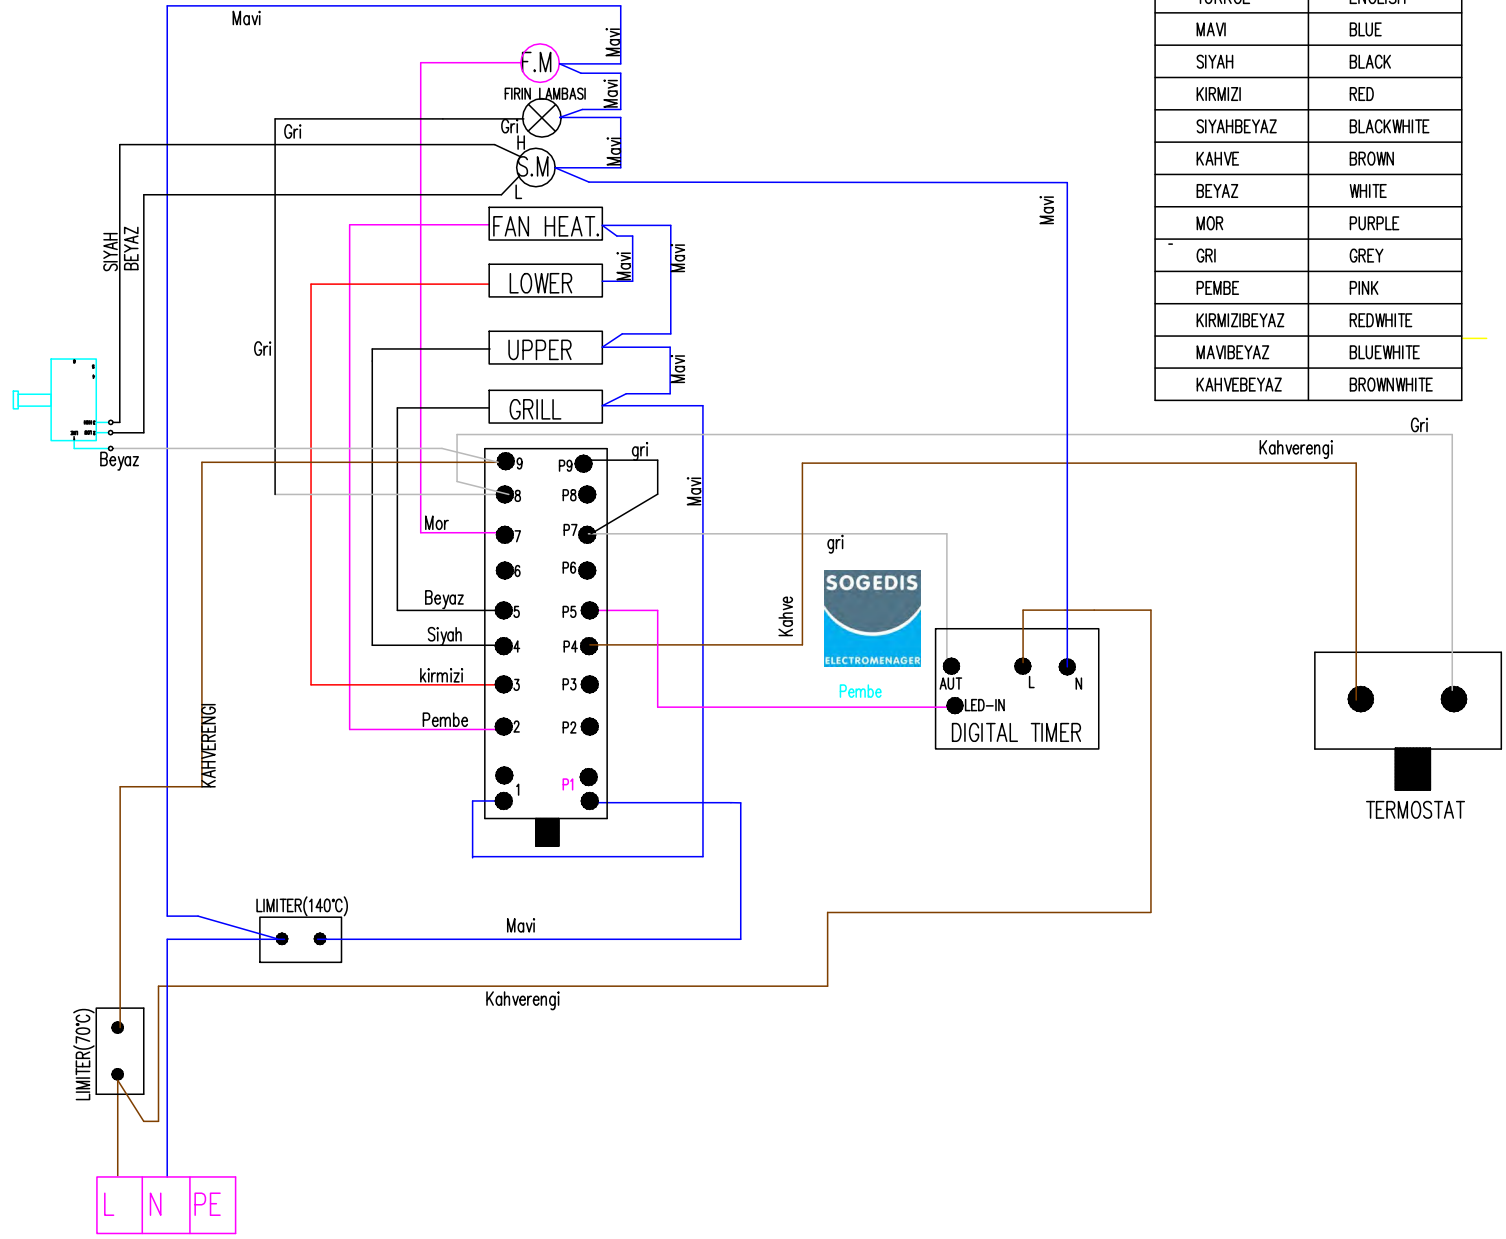 Mavi
Mavi
F.M
FIRIN LAMBASI
Mavi
Gri
Gri
H
Mavi
S.M
L
Mavi
SIYAH
BEYAZ
FAN HEAT.
Mavi
Mavi
LOWER
Gri
UPPER
Mavi
GRILL
TURKCE ENGLISH
MAVI BLUE
SIYAH BLACK
KIRMIZI RED
SIYAHBEYAZ BLACKWHITE
KAHVE BROWN
BEYAZ WHITE
MOR PURPLE
GRI GREY
PEMBE PINK
KIRMIZIBEYAZ REDWHITE
MAVIBEYAZ BLUEWHITE
KAHVEBEYAZ BROWNWHITE
Beyaz
Gri
Kahverengi
gri
Mavi
9 P9
8 P8
Mor
7 P7
6 P6
Beyaz
5 P5
Siyah
4 P4
kirmizi
3 P3
Pembe
2 P2
1 P1
gri
Kahve
SOGEDIS
ELECTROMENAGER
Pembe
AUT L N
LED-IN
DIGITAL TIMER
TERMOSTAT
KAHVERENGI
LIMITER(140°C)
Mavi
Kahverengi
LIMITER(70°C)
L N PE